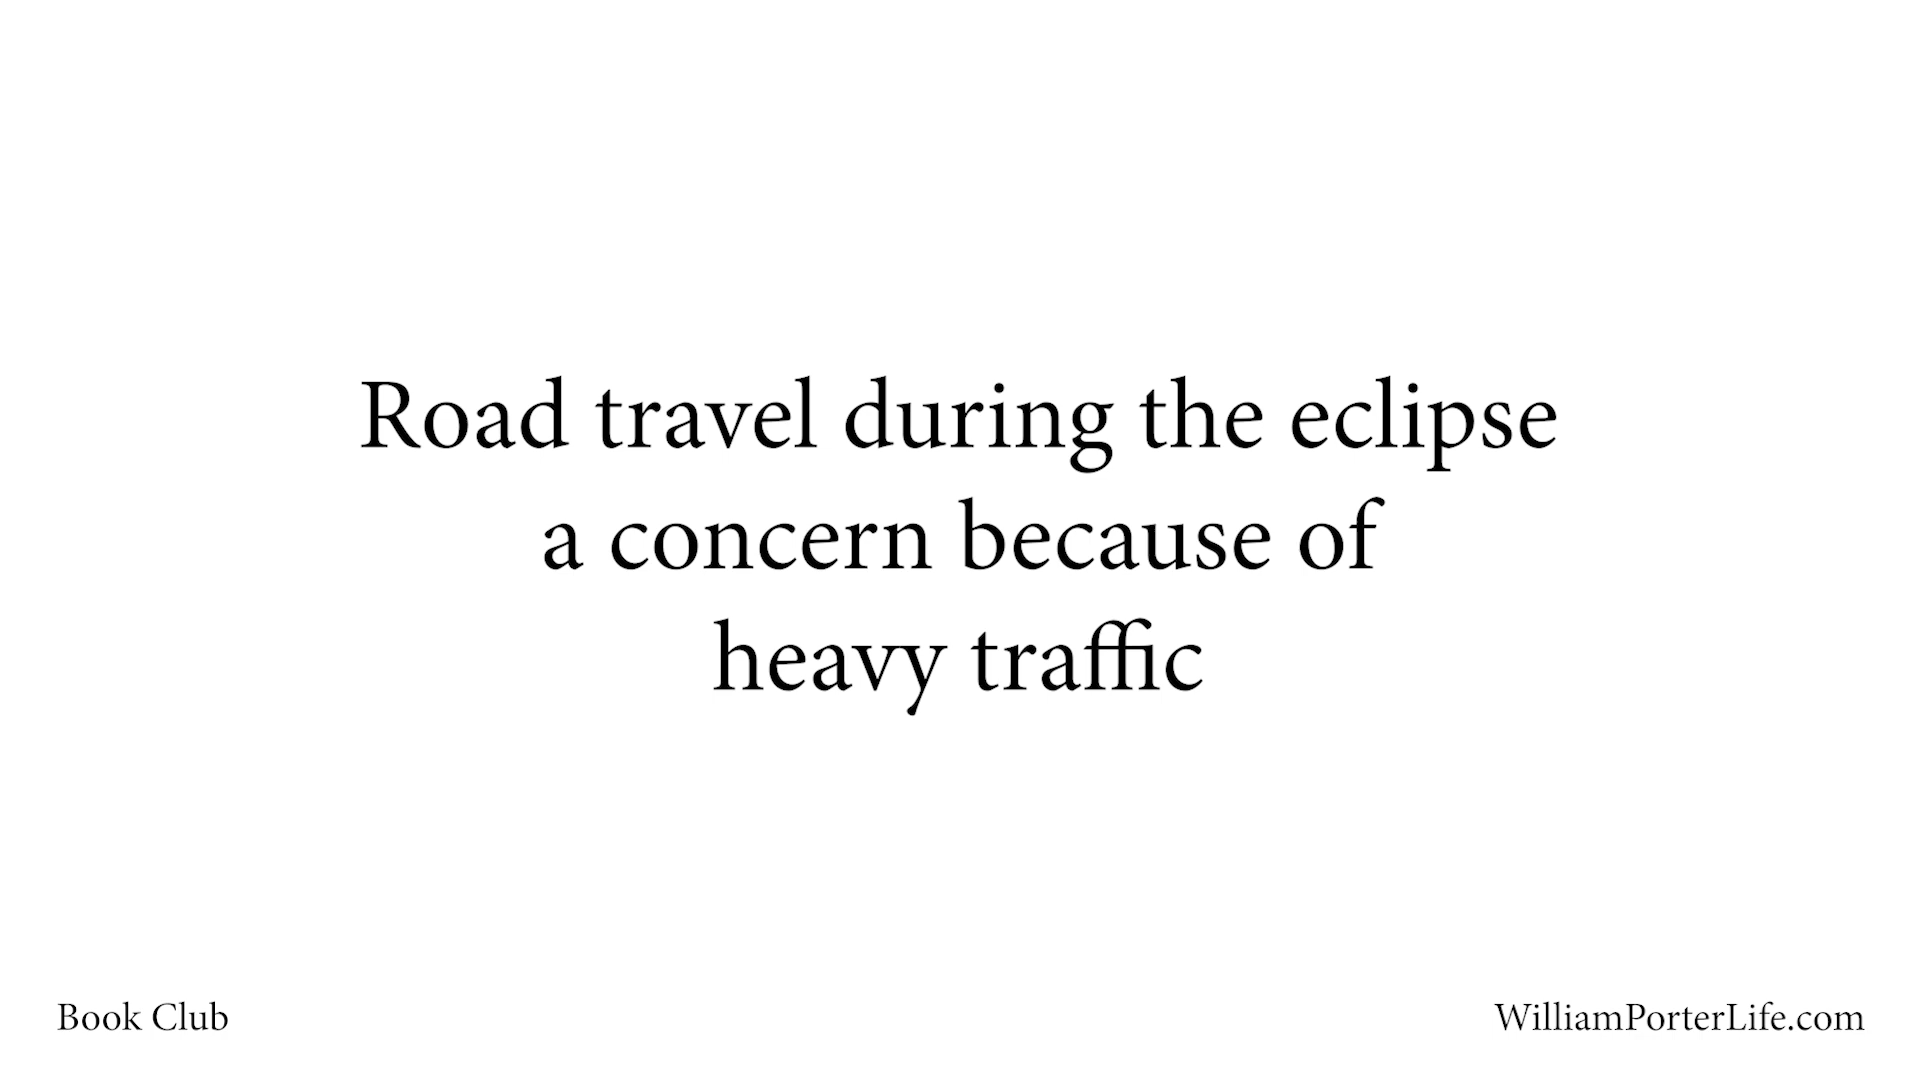 Road travel during the eclipse
a concern because of
heavy traffic
Book Club
WilliamPorterLife.com